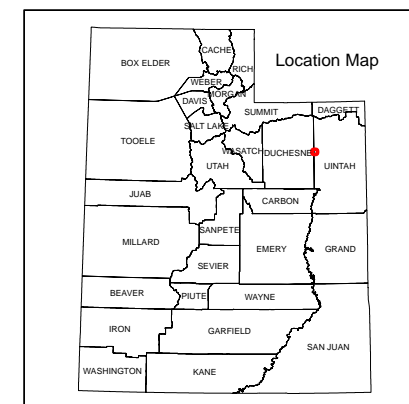 Location Map
CACHE
BOX ELDER
RICH
WEBER
MORGAN
DAVIS
SUMMIT
DAGGETT
SALT LAKE
TOOELE
WASATCH
DUCHESNE
UINTAH
UTAH
JUAB
CARBON
SANPETE
MILLARD
EMERY
GRAND
SEVIER
BEAVER
PIUTE
WAYNE
IRON
GARFIELD
SAN JUAN
WASHINGTON
KANE